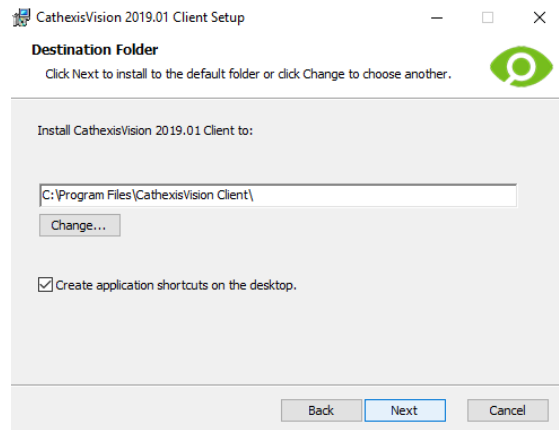 CathexisVision 2019.01 Client Setup
Destination Folder
Click Next to install to the default folder or click Change to choose another.
Install CathexisVision 2019.01 Client to:
C:\Program Files\CathexisVision Client\
Change...
Create application shortcuts on the desktop.
Back Next Cancel